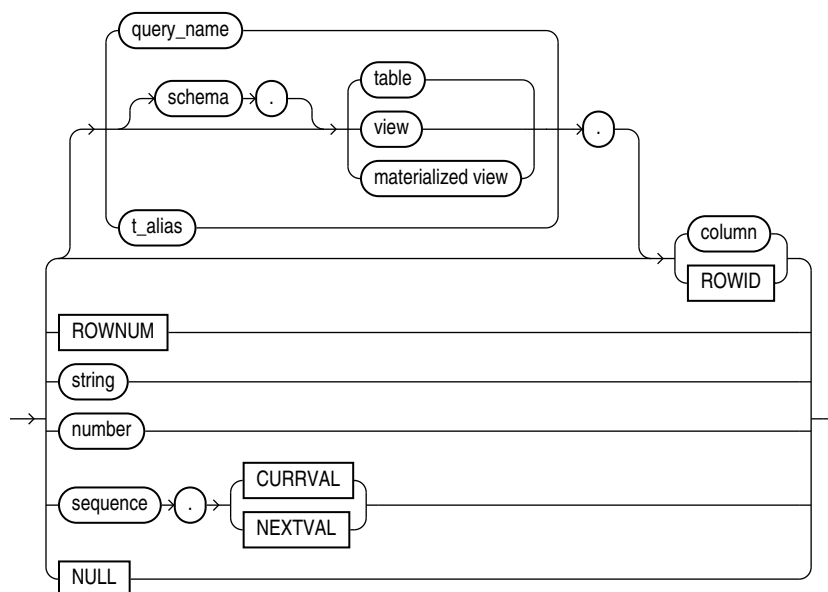 query_name
schema . table
view .
materialized view
t_alias
column
ROWID
ROWNUM
string
number
sequence . CURRVAL
NEXTVAL
NULL